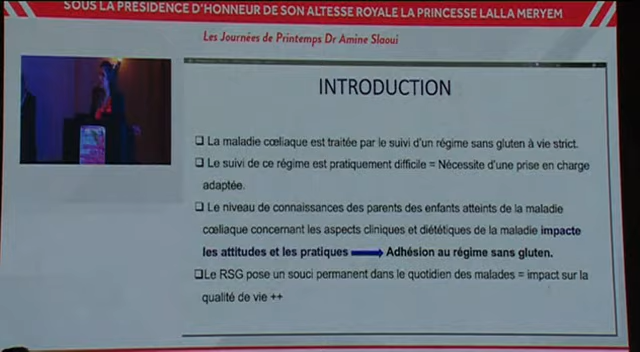 SOUS LA PRÉSIDENCE D'HONNEUR DE SON ALTESSE ROYALE LA PRINCESSE LALLA MERYEM
Les Journées de Printemps Dr Amine Slaoui
INTRODUCTION
❑ La maladie cœliaque est traitée par le suivi d'un régime sans gluten à vie strict.
❑ Le suivi de ce régime est pratiquement difficile = Nécessite d'une prise en charge
adaptée.
❑ Le niveau de connaissances des parents des enfants atteints de la maladie
cœliaque concernant les aspects cliniques et diététiques de la maladie impacte
les attitudes et les pratiques → Adhésion au régime sans gluten.
❑Le RSG pose un souci permanent dans le quotidien des malades = impact sur la
qualité de vie ++